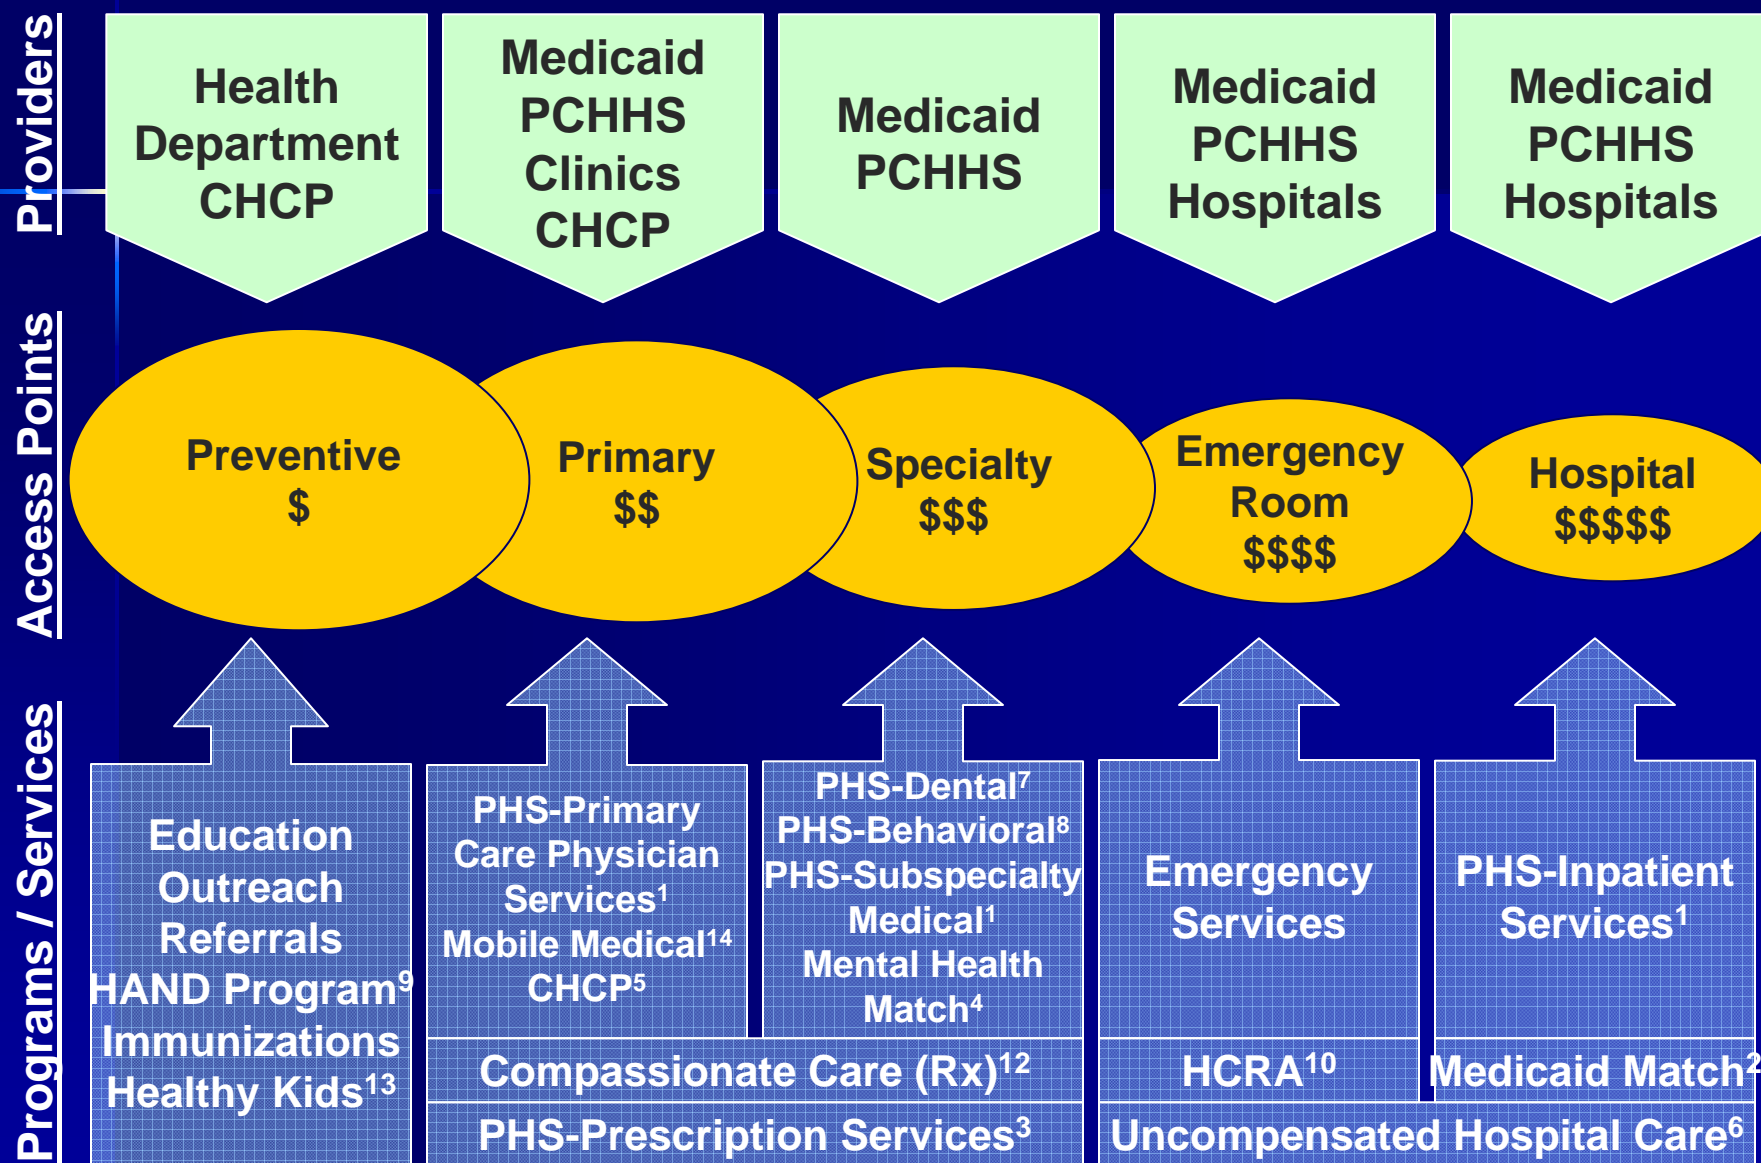 Providers
Health
Department
CHCP
Medicaid
PCHHS
Clinics
CHCP
Medicaid
PCHHS
Medicaid
PCHHS
Hospitals
Medicaid
PCHHS
Hospitals
Access Points
Preventive
$
Primary
$$
Specialty
$$$
Emergency
Room
$$$$
Hospital
$$$$$
Programs / Services
Education
Outreach
Referrals
HAND Program⁹
Immunizations
Healthy Kids¹³
PHS-Primary
Care Physician
Services¹
Mobile Medical¹⁴
CHCP⁵
PHS-Dental⁷
PHS-Behavioral⁸
PHS-Subspecialty
Medical¹
Mental Health
Match⁴
Emergency
Services
PHS-Inpatient
Services¹
Compassionate Care (Rx)¹²
HCRA¹⁰
Medicaid Match²
PHS-Prescription Services³
Uncompensated Hospital Care⁶